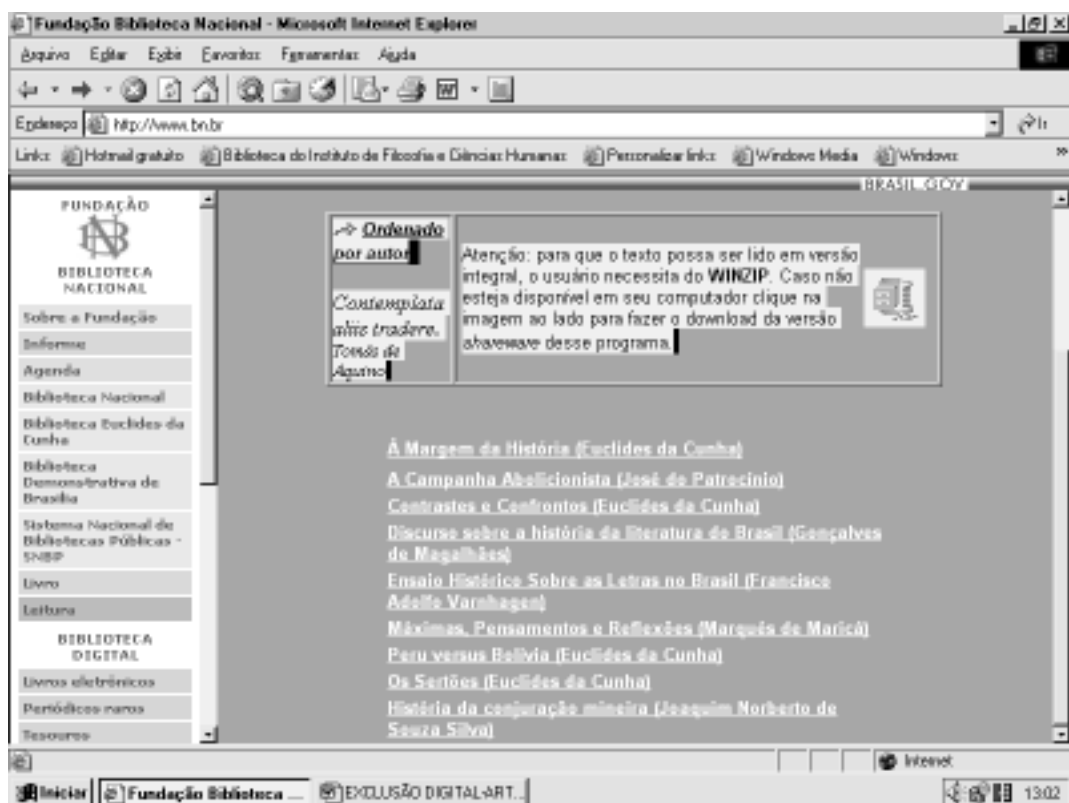 Fundação Biblioteca Nacional - Microsoft Internet Explorer
Arquivo Editar Exibir Favoritos Ferramentas Ajuda
Endereço http://www.bn.br Ir
Links Hotmail gratuito Biblioteca do Instituto de Filosofia e Ciências Humanas Personalizar links Windows Media Windows »
BRASIL.GOV
FUNDAÇÃO
BIBLIOTECA
NACIONAL
Sobre a Fundação
Informe
Agenda
Biblioteca Nacional
Biblioteca Euclides da
Cunha
Biblioteca
Demonstrativa de
Brasília
Sistema Nacional de
Bibliotecas Públicas -
SNBP
Livro
Leitura
BIBLIOTECA
DIGITAL
Livros eletrônicos
Periódicos raros
Tesouros
Ordenado
por autor
Contemplata
aliis tradere.
Tomás de
Aquino
Atenção: para que o texto possa ser lido em versão
integral, o usuário necessita do WINZIP. Caso não
esteja disponível em seu computador clique na
imagem ao lado para fazer o download da versão
shareware desse programa.
À Margem da História (Euclides da Cunha)
A Campanha Abolicionista (José do Patrocínio)
Contrastes e Confrontos (Euclides da Cunha)
Discurso sobre a história da literatura do Brasil (Gonçalves
de Magalhães)
Ensaio Histórico Sobre as Letras no Brasil (Francisco
Adolfo Varnhagen)
Máximas, Pensamentos e Reflexões (Marquês de Maricá)
Peru versus Bolívia (Euclides da Cunha)
Os Sertões (Euclides da Cunha)
História da conjuração mineira (Joaquim Norberto de
Souza Silva)
Internet
Iniciar Fundação Biblioteca ... EXCLUSÃO DIGITAL-ART... 13:02